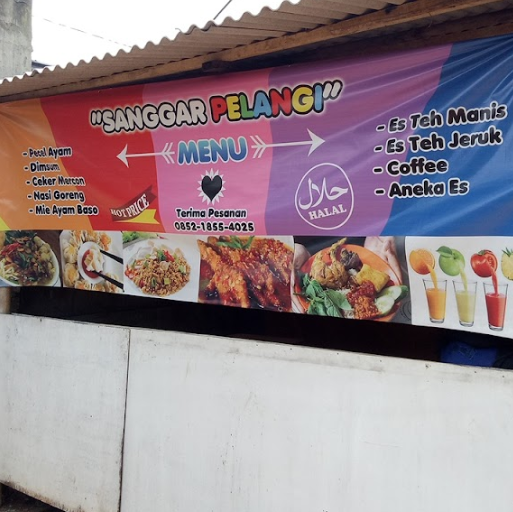 "SANGGAR PELANGI"
MENU
- Pecel Ayam
- Dimsum
- Ceker Mercon
- Nasi Goreng
- Mie Ayam Baso
HOT PRICE
Terima Pesanan
0852-1855-4025
حلال
HALAL
- Es Teh Manis
- Es Teh Jeruk
- Coffee
- Aneka Es